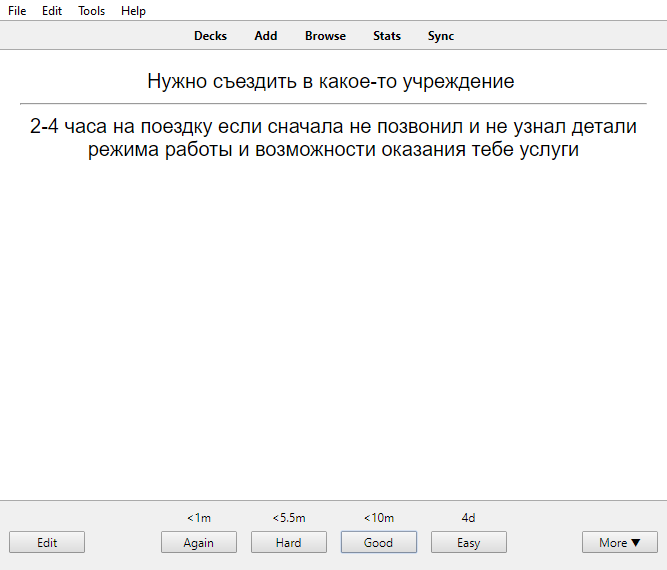 File Edit Tools Help
Decks Add Browse Stats Sync
Нужно съездить в какое-то учреждение
2-4 часа на поездку если сначала не позвонил и не узнал детали
режима работы и возможности оказания тебе услуги
<1m <5.5m <10m 4d
Edit Again Hard Good Easy More ▼